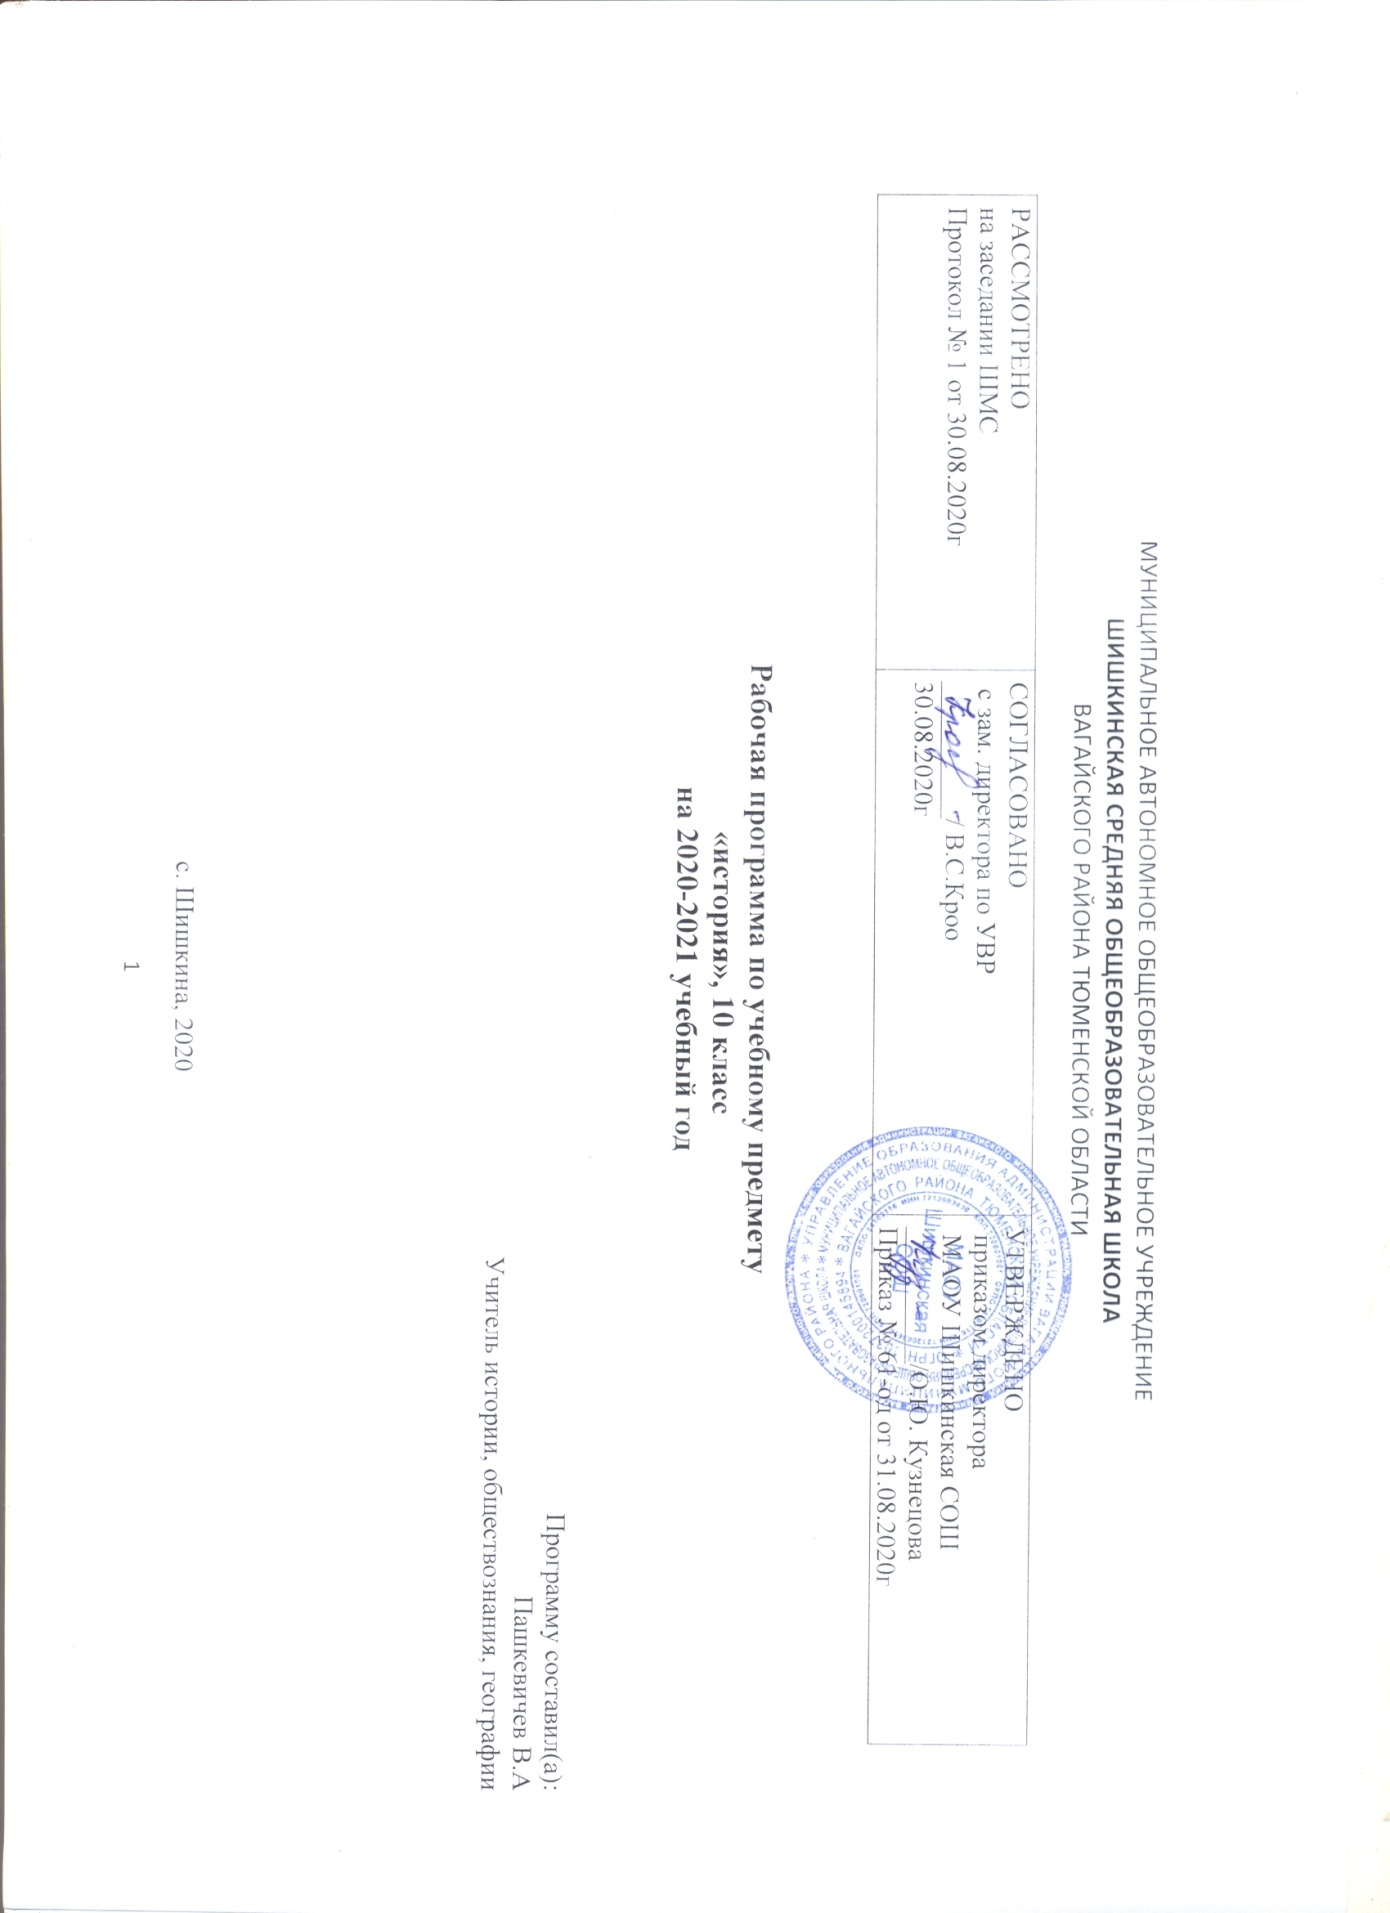 МУНИЦИПАЛЬНОЕ АВТОНОМНОЕ ОБЩЕОБРАЗОВАТЕЛЬНОЕ УЧРЕЖДЕНИЕ
ШИШКИНСКАЯ СРЕДНЯЯ ОБЩЕОБРАЗОВАТЕЛЬНАЯ ШКОЛА
ВАГАЙСКОГО РАЙОНА ТЮМЕНСКОЙ ОБЛАСТИ
РАССМОТРЕНО
на заседании ШМС
Протокол № 1 от 30.08.2020г
СОГЛАСОВАНО
с зам. директора по УВР
/ В.С.Кроо
30.08.2020г
УТВЕРЖДЕНО
приказом директора
МАОУ Шишкинская СОШ
/О.Ю. Кузнецова
Приказ № 61-од от 31.08.2020г
Рабочая программа по учебному предмету
«история», 10 класс
на 2020-2021 учебный год
Программу составил(а):
Пашкевичев В.А
Учитель истории, обществознания, географии
с. Шишкина, 2020
1